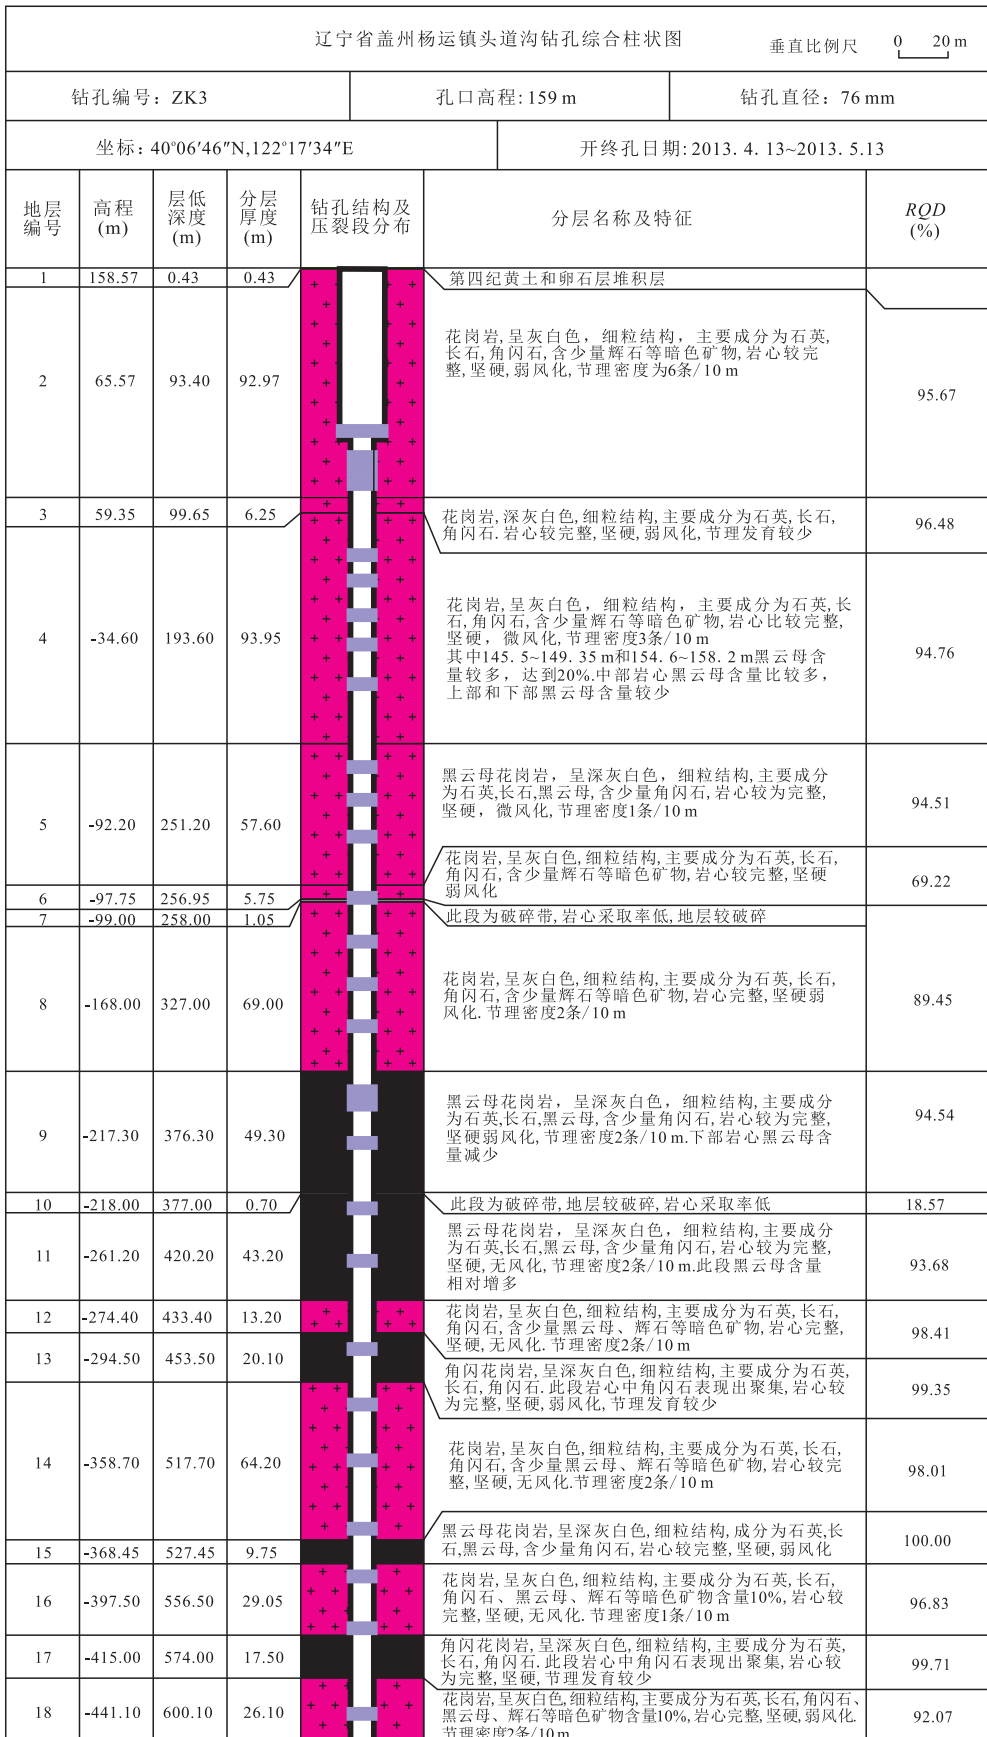 辽宁省盖州杨运镇头道沟钻孔综合柱状图
垂直比例尺 0 20 m
钻孔编号: ZK3
孔口高程: 159 m
钻孔直径: 76 mm
坐标: 40°06′46″N,122°17′34″E
开终孔日期: 2013. 4. 13~2013. 5.13
地层编号 高程(m) 层低深度(m) 分层厚度(m) 钻孔结构及压裂段分布 分层名称及特征 RQD(%)
1 158.57 0.43 0.43
第四纪黄土和卵石层堆积层
2 65.57 93.40 92.97
花岗岩, 呈灰白色, 细粒结构, 主要成分为石英,
长石, 角闪石, 含少量辉石等暗色矿物, 岩心较完
整, 坚硬, 弱风化, 节理密度为6条/10 m
95.67
3 59.35 99.65 6.25
花岗岩, 深灰白色, 细粒结构, 主要成分为石英, 长石,
角闪石. 岩心较完整, 坚硬, 弱风化, 节理发育较少
96.48
4 -34.60 193.60 93.95
花岗岩, 呈灰白色, 细粒结构, 主要成分为石英, 长
石, 角闪石, 含少量辉石等暗色矿物, 岩心比较完整,
坚硬, 微风化, 节理密度3条/10 m
其中145. 5~149. 35 m和154. 6~158. 2 m黑云母含
量较多, 达到20%.中部岩心黑云母含量比较多,
上部和下部黑云母含量较少
94.76
5 -92.20 251.20 57.60
黑云母花岗岩, 呈深灰白色, 细粒结构, 主要成分
为石英,长石,黑云母, 含少量角闪石, 岩心较为完整,
坚硬, 微风化, 节理密度1条/10 m
94.51
6 -97.75 256.95 5.75
花岗岩, 呈灰白色, 细粒结构, 主要成分为石英, 长石,
角闪石, 含少量辉石等暗色矿物, 岩心较完整, 坚硬
弱风化
69.22
7 -99.00 258.00 1.05
此段为破碎带, 岩心采取率低, 地层较破碎
8 -168.00 327.00 69.00
花岗岩, 呈灰白色, 细粒结构, 主要成分为石英, 长石,
角闪石, 含少量辉石等暗色矿物, 岩心完整, 坚硬弱
风化. 节理密度2条/10 m
89.45
9 -217.30 376.30 49.30
黑云母花岗岩, 呈深灰白色, 细粒结构, 主要成分
为石英,长石,黑云母, 含少量角闪石, 岩心较为完整,
坚硬弱风化, 节理密度2条/10 m.下部岩心黑云母含
量减少
94.54
10 -218.00 377.00 0.70
此段为破碎带, 地层较破碎, 岩心采取率低
18.57
11 -261.20 420.20 43.20
黑云母花岗岩, 呈深灰白色, 细粒结构, 主要成分
为石英,长石,黑云母, 含少量角闪石, 岩心较为完整,
坚硬, 无风化, 节理密度2条/10 m.此段黑云母含量
相对增多
93.68
12 -274.40 433.40 13.20
花岗岩, 呈灰白色, 细粒结构, 主要成分为石英, 长石,
角闪石, 含少量黑云母、辉石等暗色矿物, 岩心完整,
坚硬, 无风化. 节理密度2条/10 m
98.41
13 -294.50 453.50 20.10
角闪花岗岩, 呈深灰白色, 细粒结构, 主要成分为石英,
长石, 角闪石. 此段岩心中角闪石表现出聚集, 岩心较
为完整, 坚硬, 弱风化, 节理发育较少
99.35
14 -358.70 517.70 64.20
花岗岩, 呈灰白色, 细粒结构, 主要成分为石英, 长石,
角闪石, 含少量黑云母、辉石等暗色矿物, 岩心较完
整, 坚硬, 无风化.节理密度2条/10 m
98.01
15 -368.45 527.45 9.75
黑云母花岗岩, 呈深灰白色, 细粒结构, 成分为石英,长
石,黑云母, 含少量角闪石, 岩心较完整, 坚硬, 弱风化
100.00
16 -397.50 556.50 29.05
花岗岩, 呈灰白色, 细粒结构, 主要成分为石英, 长石,
角闪石、黑云母、辉石等暗色矿物含量10%, 岩心较
完整, 坚硬, 无风化. 节理密度1条/10 m
96.83
17 -415.00 574.00 17.50
角闪花岗岩, 呈深灰白色, 细粒结构, 主要成分为石英,
长石, 角闪石. 此段岩心中角闪石表现出聚集, 岩心较
为完整, 坚硬, 节理发育较少
99.71
18 -441.10 600.10 26.10
花岗岩, 呈灰白色, 细粒结构, 主要成分为石英, 长石, 角闪石、
黑云母、辉石等暗色矿物含量10%, 岩心完整, 坚硬, 弱风化.
节理密度2条/10 m
92.07